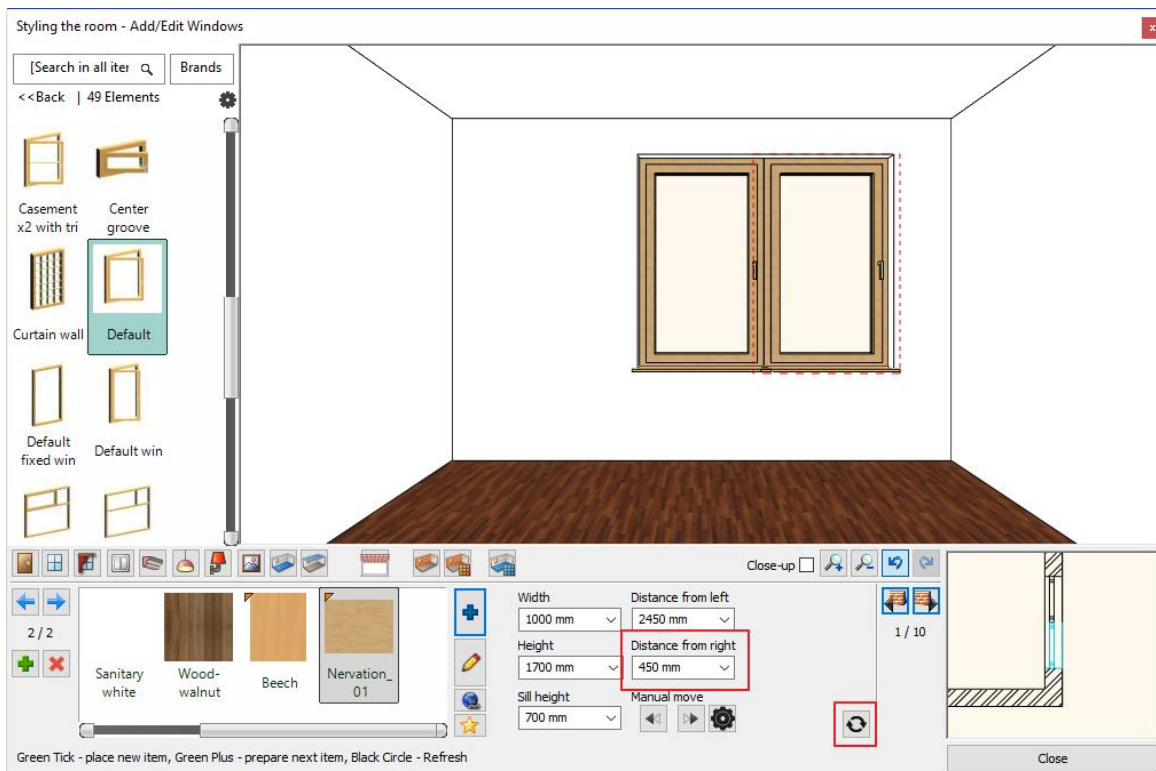 Styling the room - Add/Edit Windows
x
[Search in all iter
Brands
<<Back | 49 Elements
Casement
x2 with tri
Center
groove
Curtain wall
Default
Default
fixed win
Default win
Close-up
2 / 2
Sanitary
white
Wood-
walnut
Beech
Nervation_
01
Width
1000 mm
Height
1700 mm
Sill height
700 mm
Distance from left
2450 mm
Distance from right
450 mm
Manual move
1 / 10
Green Tick - place new item, Green Plus - prepare next item, Black Circle - Refresh
Close